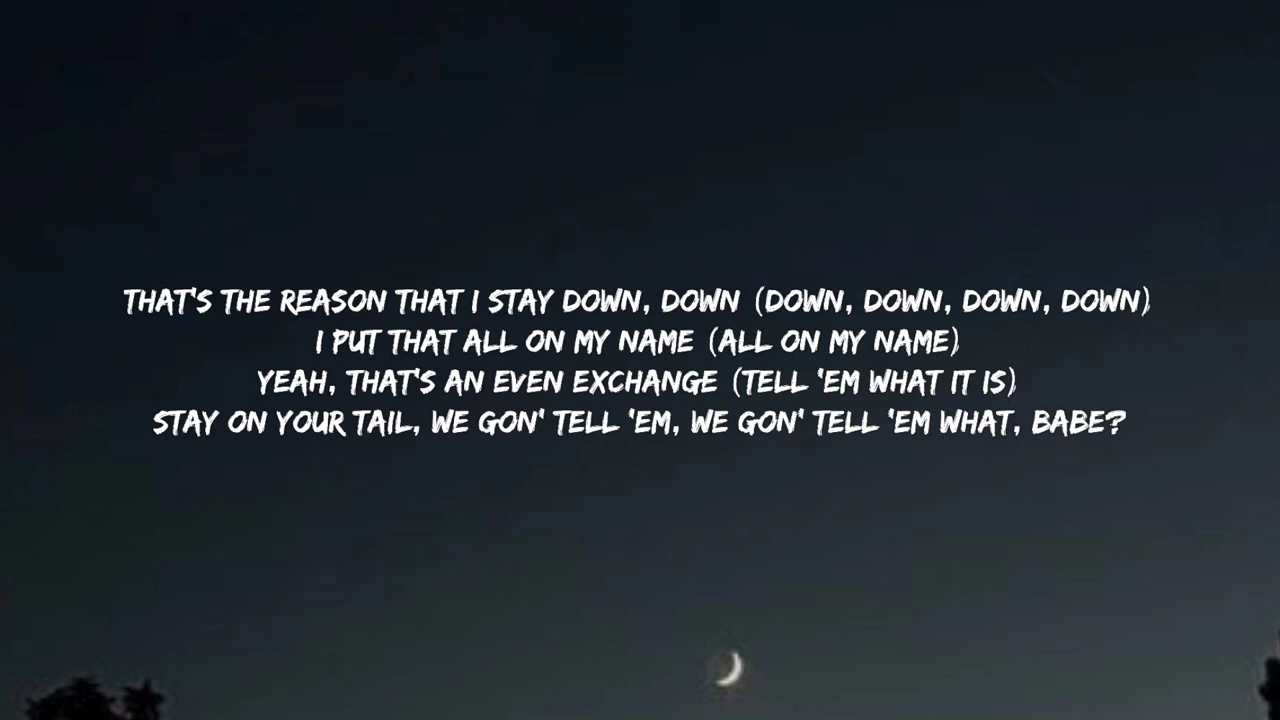 THAT'S THE REASON THAT I STAY DOWN, DOWN (DOWN, DOWN, DOWN, DOWN)
I PUT THAT ALL ON MY NAME (ALL ON MY NAME)
YEAH, THAT'S AN EVEN EXCHANGE (TELL 'EM WHAT IT IS)
STAY ON YOUR TAIL, WE GON' TELL 'EM, WE GON' TELL 'EM WHAT, BABE?